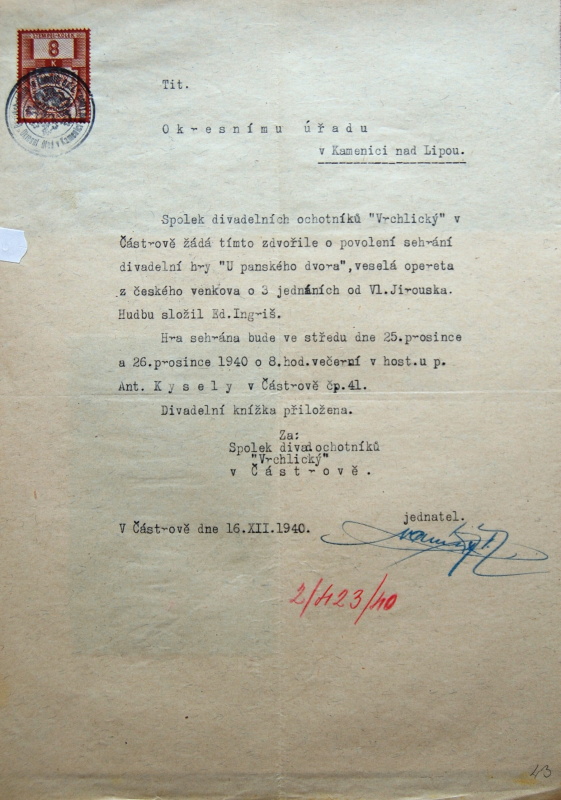 8
K
Tit.
Okresnímu úřadu
v Kamenici nad Lipou.
Spolek divadelních ochotníků "Vrchlický" v
Částrově žádá tímto zdvořile o povolení sehrání
divadelní hry "U panského dvora",veselá opereta
z českého venkova o 3 jednáních od Vl.Jirouska.
Hudbu složil Ed.Ingriš.
Hra sehrána bude ve středu dne 25.prosince
a 26.prosince 1940 o 8.hod.večerní v host.u p.
Ant. Kysely v Částrově čp.41.
Divadelní knížka přiložena.
Za:
Spolek divad.ochotníků
"Vrchlický"
v Částrově.
jednatel.
V Částrově dne 16.XII.1940.
2/423/40
43